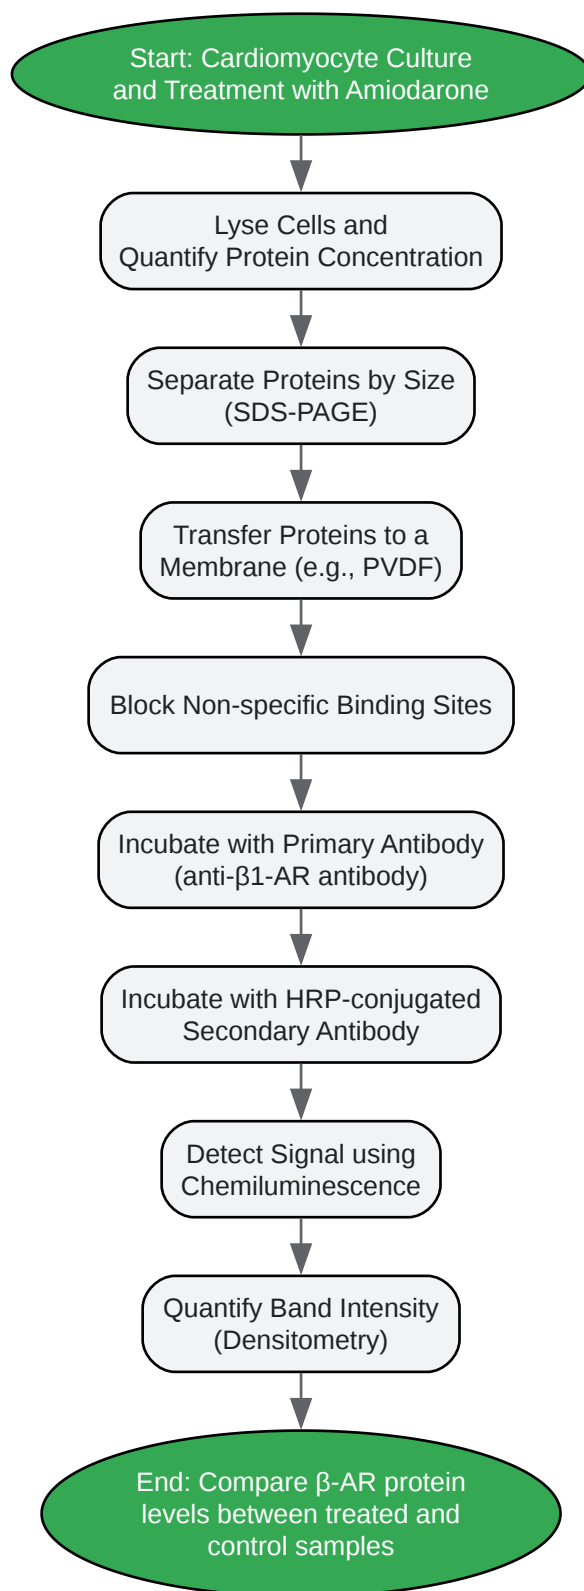 Start: Cardiomyocyte Culture
and Treatment with Amiodarone
Lyse Cells and
Quantify Protein Concentration
Separate Proteins by Size
(SDS-PAGE)
Transfer Proteins to a
Membrane (e.g., PVDF)
Block Non-specific Binding Sites
Incubate with Primary Antibody
(anti-β1-AR antibody)
Incubate with HRP-conjugated
Secondary Antibody
Detect Signal using
Chemiluminescence
Quantify Band Intensity
(Densitometry)
End: Compare β-AR protein
levels between treated and
control samples